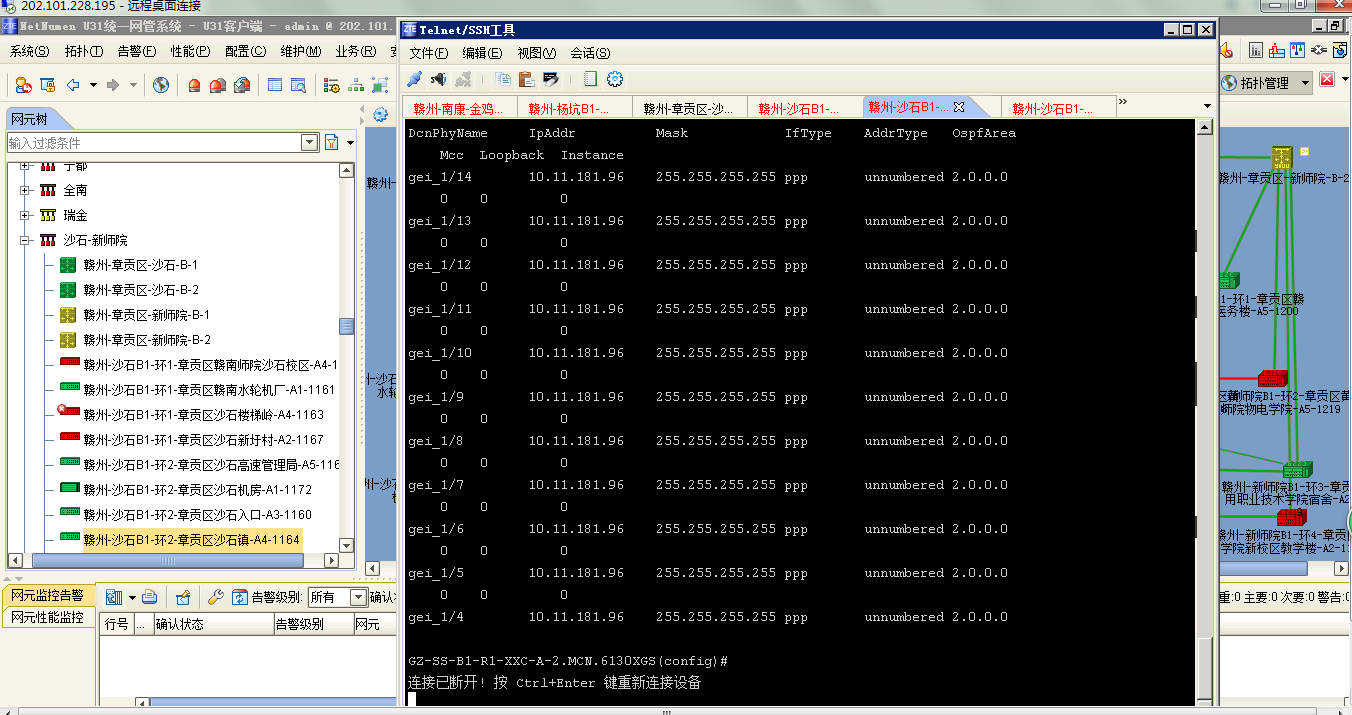 202.101.228.195 - 远程桌面连接
NetNumen U31统一网管系统 - U31客户端 - admin @ 202.101.
系统(S) 拓扑(T) 告警(F) 性能(P) 配置(C) 维护(M) 业务(R)
网元树
输入过滤条件
宁都
全南
瑞金
沙石-新师院
赣州-章贡区-沙石-B-1
赣州-章贡区-沙石-B-2
赣州-章贡区-新师院-B-1
赣州-章贡区-新师院-B-2
赣州-沙石B1-环1-章贡区赣南师院沙石校区-A4-1
赣州-沙石B1-环1-章贡区赣南水轮机厂-A1-1161
赣州-沙石B1-环1-章贡区沙石楼梯岭-A4-1163
赣州-沙石B1-环1-章贡区沙石新圩村-A2-1167
赣州-沙石B1-环2-章贡区沙石高速管理局-A5-116
赣州-沙石B1-环2-章贡区沙石机房-A1-1172
赣州-沙石B1-环2-章贡区沙石入口-A3-1160
赣州-沙石B1-环2-章贡区沙石镇-A4-1164
网元监控告警
网元性能监控
告警级别: 所有 确认
行号 ... 确认状态 告警级别 网元
赣州-
Telnet/SSH工具
文件(F) 编辑(E) 视图(V) 会话(S)
赣州-南康-金鸡... 赣州-杨坑B1-... 赣州-章贡区-沙... 赣州-沙石B1-... 赣州-沙石B1-... 赣州-沙石B1-...
DcnPhyName IpAddr Mask IfType AddrType OspfArea
Mcc Loopback Instance
gei_1/14 10.11.181.96 255.255.255.255 ppp unnumbered 2.0.0.0
0 0 0
gei_1/13 10.11.181.96 255.255.255.255 ppp unnumbered 2.0.0.0
0 0 0
gei_1/12 10.11.181.96 255.255.255.255 ppp unnumbered 2.0.0.0
0 0 0
gei_1/11 10.11.181.96 255.255.255.255 ppp unnumbered 2.0.0.0
0 0 0
gei_1/10 10.11.181.96 255.255.255.255 ppp unnumbered 2.0.0.0
0 0 0
gei_1/9 10.11.181.96 255.255.255.255 ppp unnumbered 2.0.0.0
0 0 0
gei_1/8 10.11.181.96 255.255.255.255 ppp unnumbered 2.0.0.0
0 0 0
gei_1/7 10.11.181.96 255.255.255.255 ppp unnumbered 2.0.0.0
0 0 0
gei_1/6 10.11.181.96 255.255.255.255 ppp unnumbered 2.0.0.0
0 0 0
gei_1/5 10.11.181.96 255.255.255.255 ppp unnumbered 2.0.0.0
0 0 0
gei_1/4 10.11.181.96 255.255.255.255 ppp unnumbered 2.0.0.0
GZ-SS-B1-R1-XXC-A-2.MCN.6130XGS(config)#
连接已断开! 按 Ctrl+Enter 键重新连接设备
拓扑管理
赣州-章贡区-新师院-B-2
1-环1-章贡区赣
医务楼-A5-1200
新师院B1-环2-章贡区苗
师院物电学院-A5-1219
赣州-新师院B1-环3-章贡
用职业技术学院宿舍-A2
赣州-新师院B1-环4-章贡
学院新校区教学楼-A2-1
重:0 主要:0 次要:0 警告:0